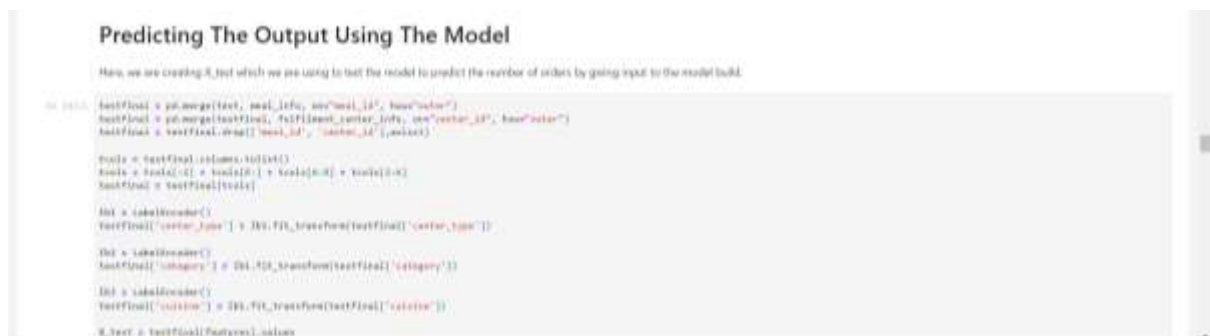 Predicting The Output Using The Model
Here, we are creating X_test which we are using to test the model to predict the number of orders by giving input to the model build.
testfinal = pd.merge(test, meal_info, on="meal_id", how="outer")
testfinal = pd.merge(testfinal, fulfilment_center_info, on="center_id", how="outer")
testfinal = testfinal.drop(['meal_id', 'center_id'],axis=1)
tcols = testfinal.columns.tolist()
tcols =
testfinal = testfinal[tcols]
lb1 = LabelEncoder()
testfinal['center_type'] = lb1.fit_transform(testfinal['center_type'])
lb1 = LabelEncoder()
testfinal['category'] = lb1.fit_transform(testfinal['category'])
lb1 = LabelEncoder()
testfinal['cuisine'] = lb1.fit_transform(testfinal['cuisine'])
X_test = testfinal[features].values